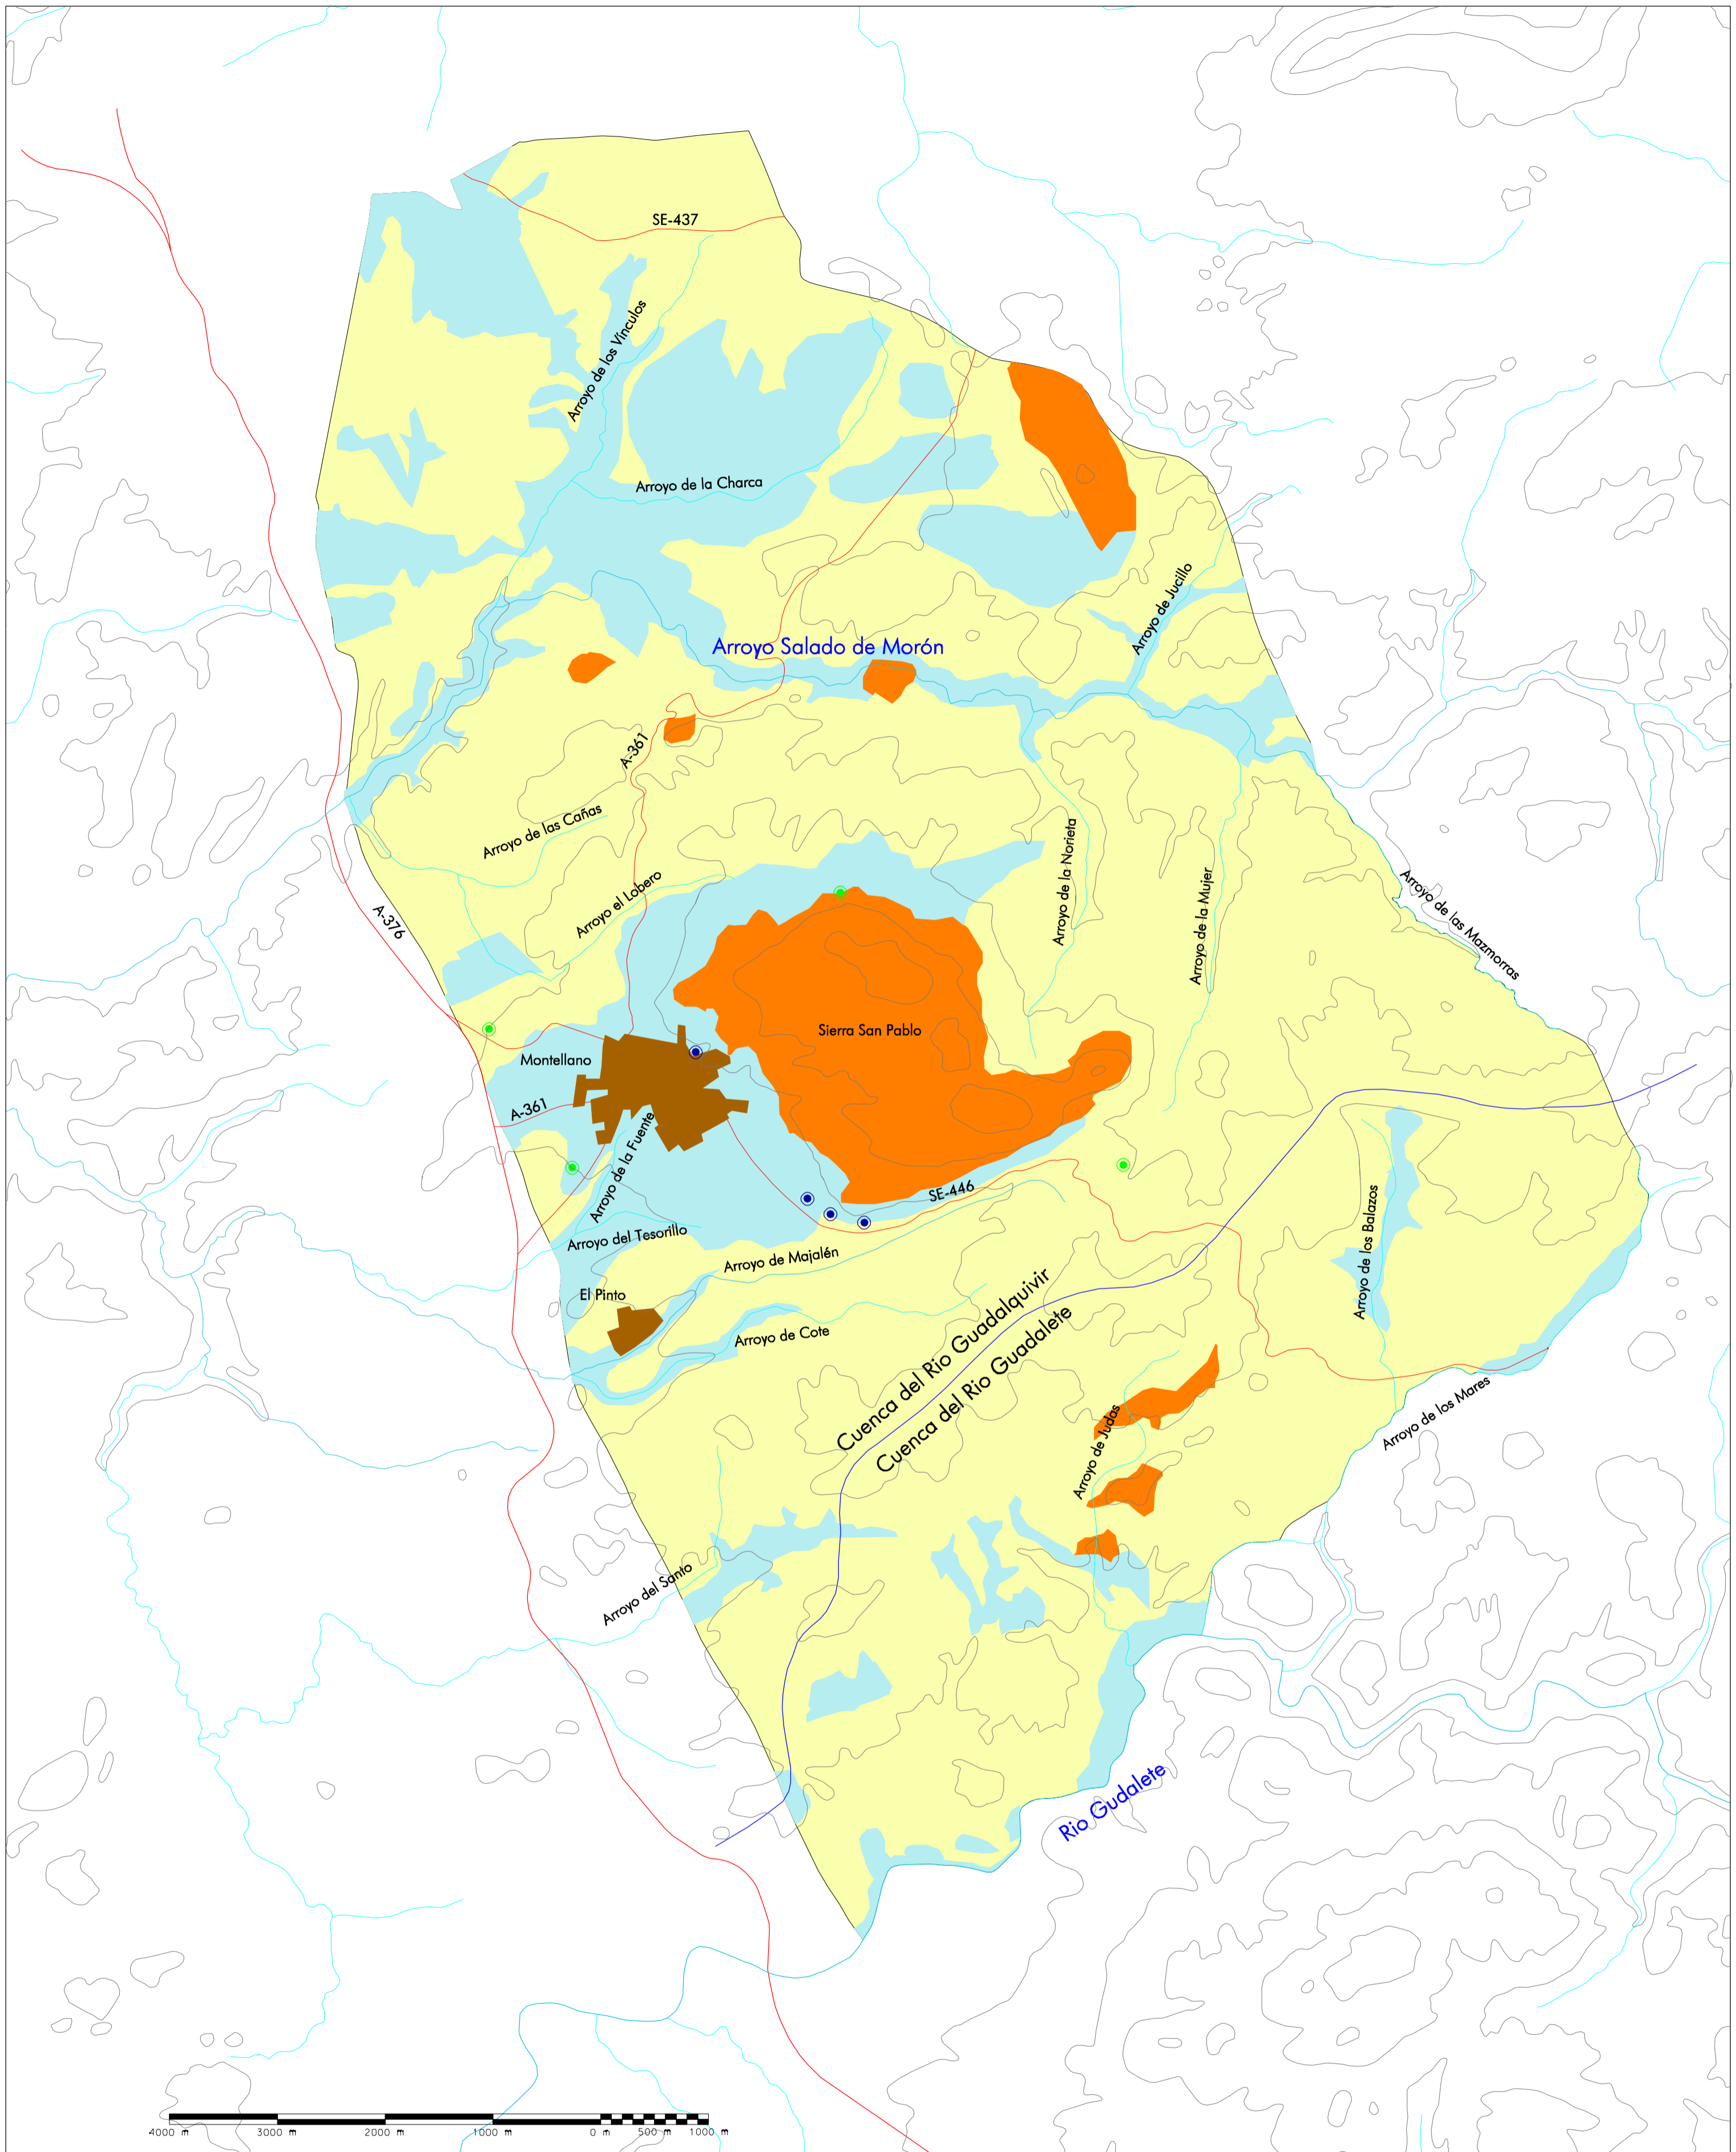 SE-437
Arroyo de los Vínculos
Arroyo de la Charca
Arroyo de Jucillo
Arroyo Salado de Morón
A-361
Arroyo de las Cañas
Arroyo de la Norieta
Arroyo de la Mujer
Arroyo el Lobero
A-376
Arroyo de las Mazmorras
Sierra San Pablo
Montellano
A-361
Arroyo de la Fuente
SE-446
Arroyo del Tesorillo
Arroyo de Majalén
Arroyo de los Balazos
El Pinto
Arroyo de Cote
Cuenca del Rio Guadalquivir
Cuenca del Rio Guadalete
Arroyo de Judas
Arroyo de los Mares
Arroyo del Santo
Rio Gudalete
4000 m 3000 m 2000 m 1000 m 0 m 500 m 1000 m